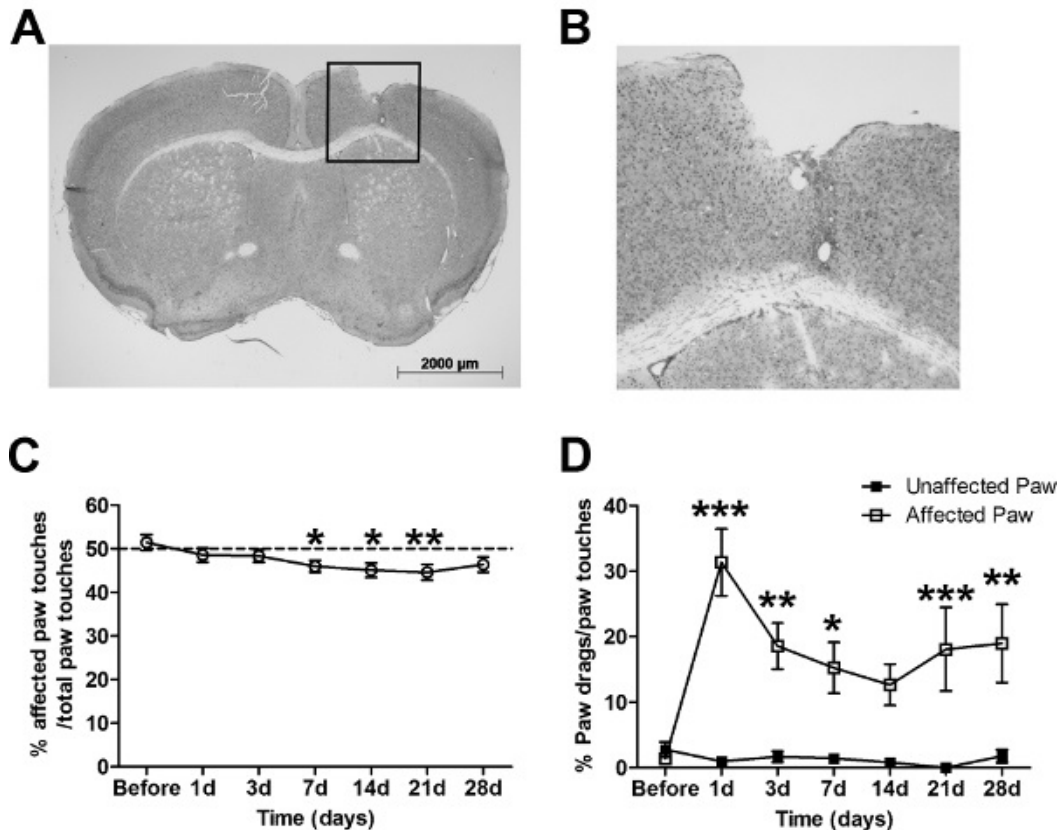 A
B
2000 µm
C
D
% affected paw touches
/total paw touches
60
50
40
30
20
10
0
* * **
Before 1d 3d 7d 14d 21d 28d
Time (days)
Unaffected Paw
Affected Paw
% Paw drags/paw touches
40
30
20
10
0
*** ** * *** **
Before 1d 3d 7d 14d 21d 28d
Time (days)